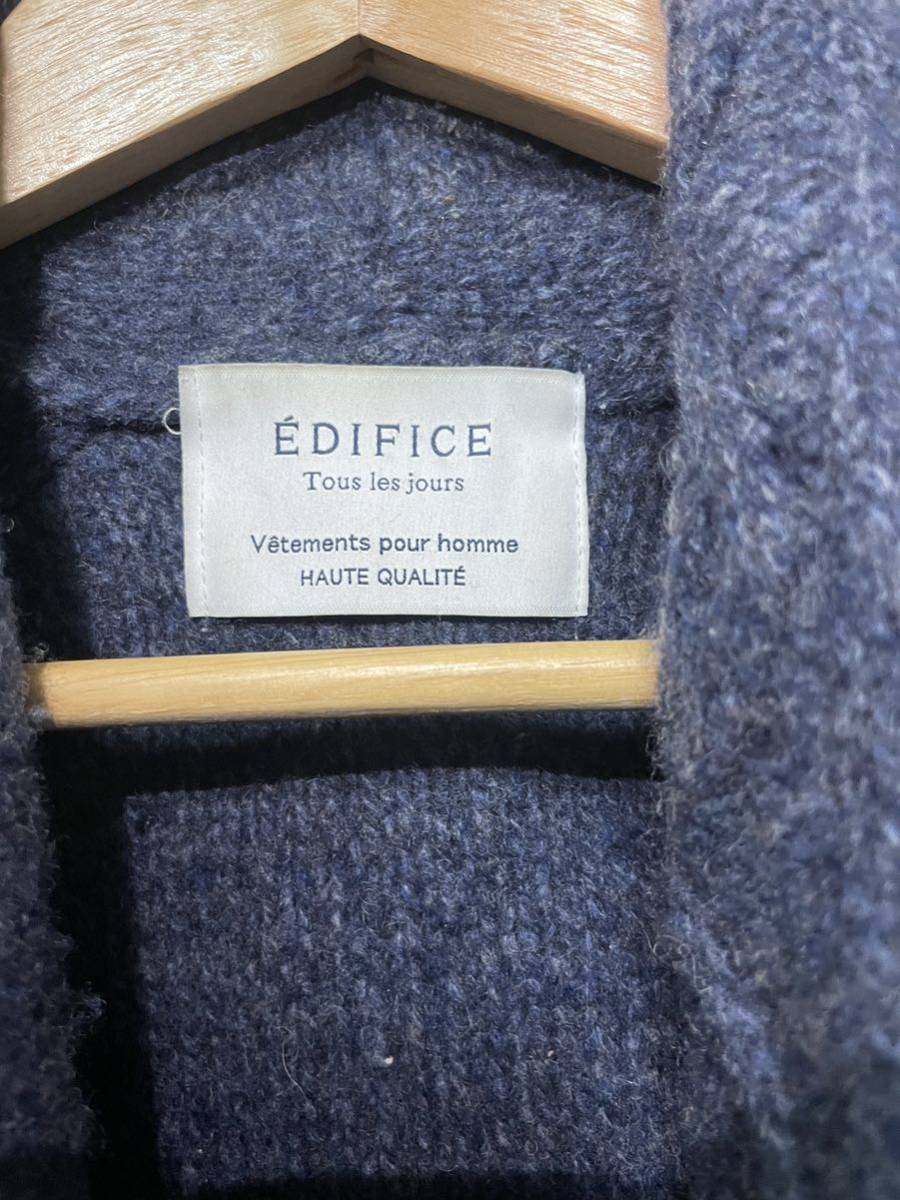 ÉDIFICE
Tous les jours
Vêtements pour homme
HAUTE QUALITÉ